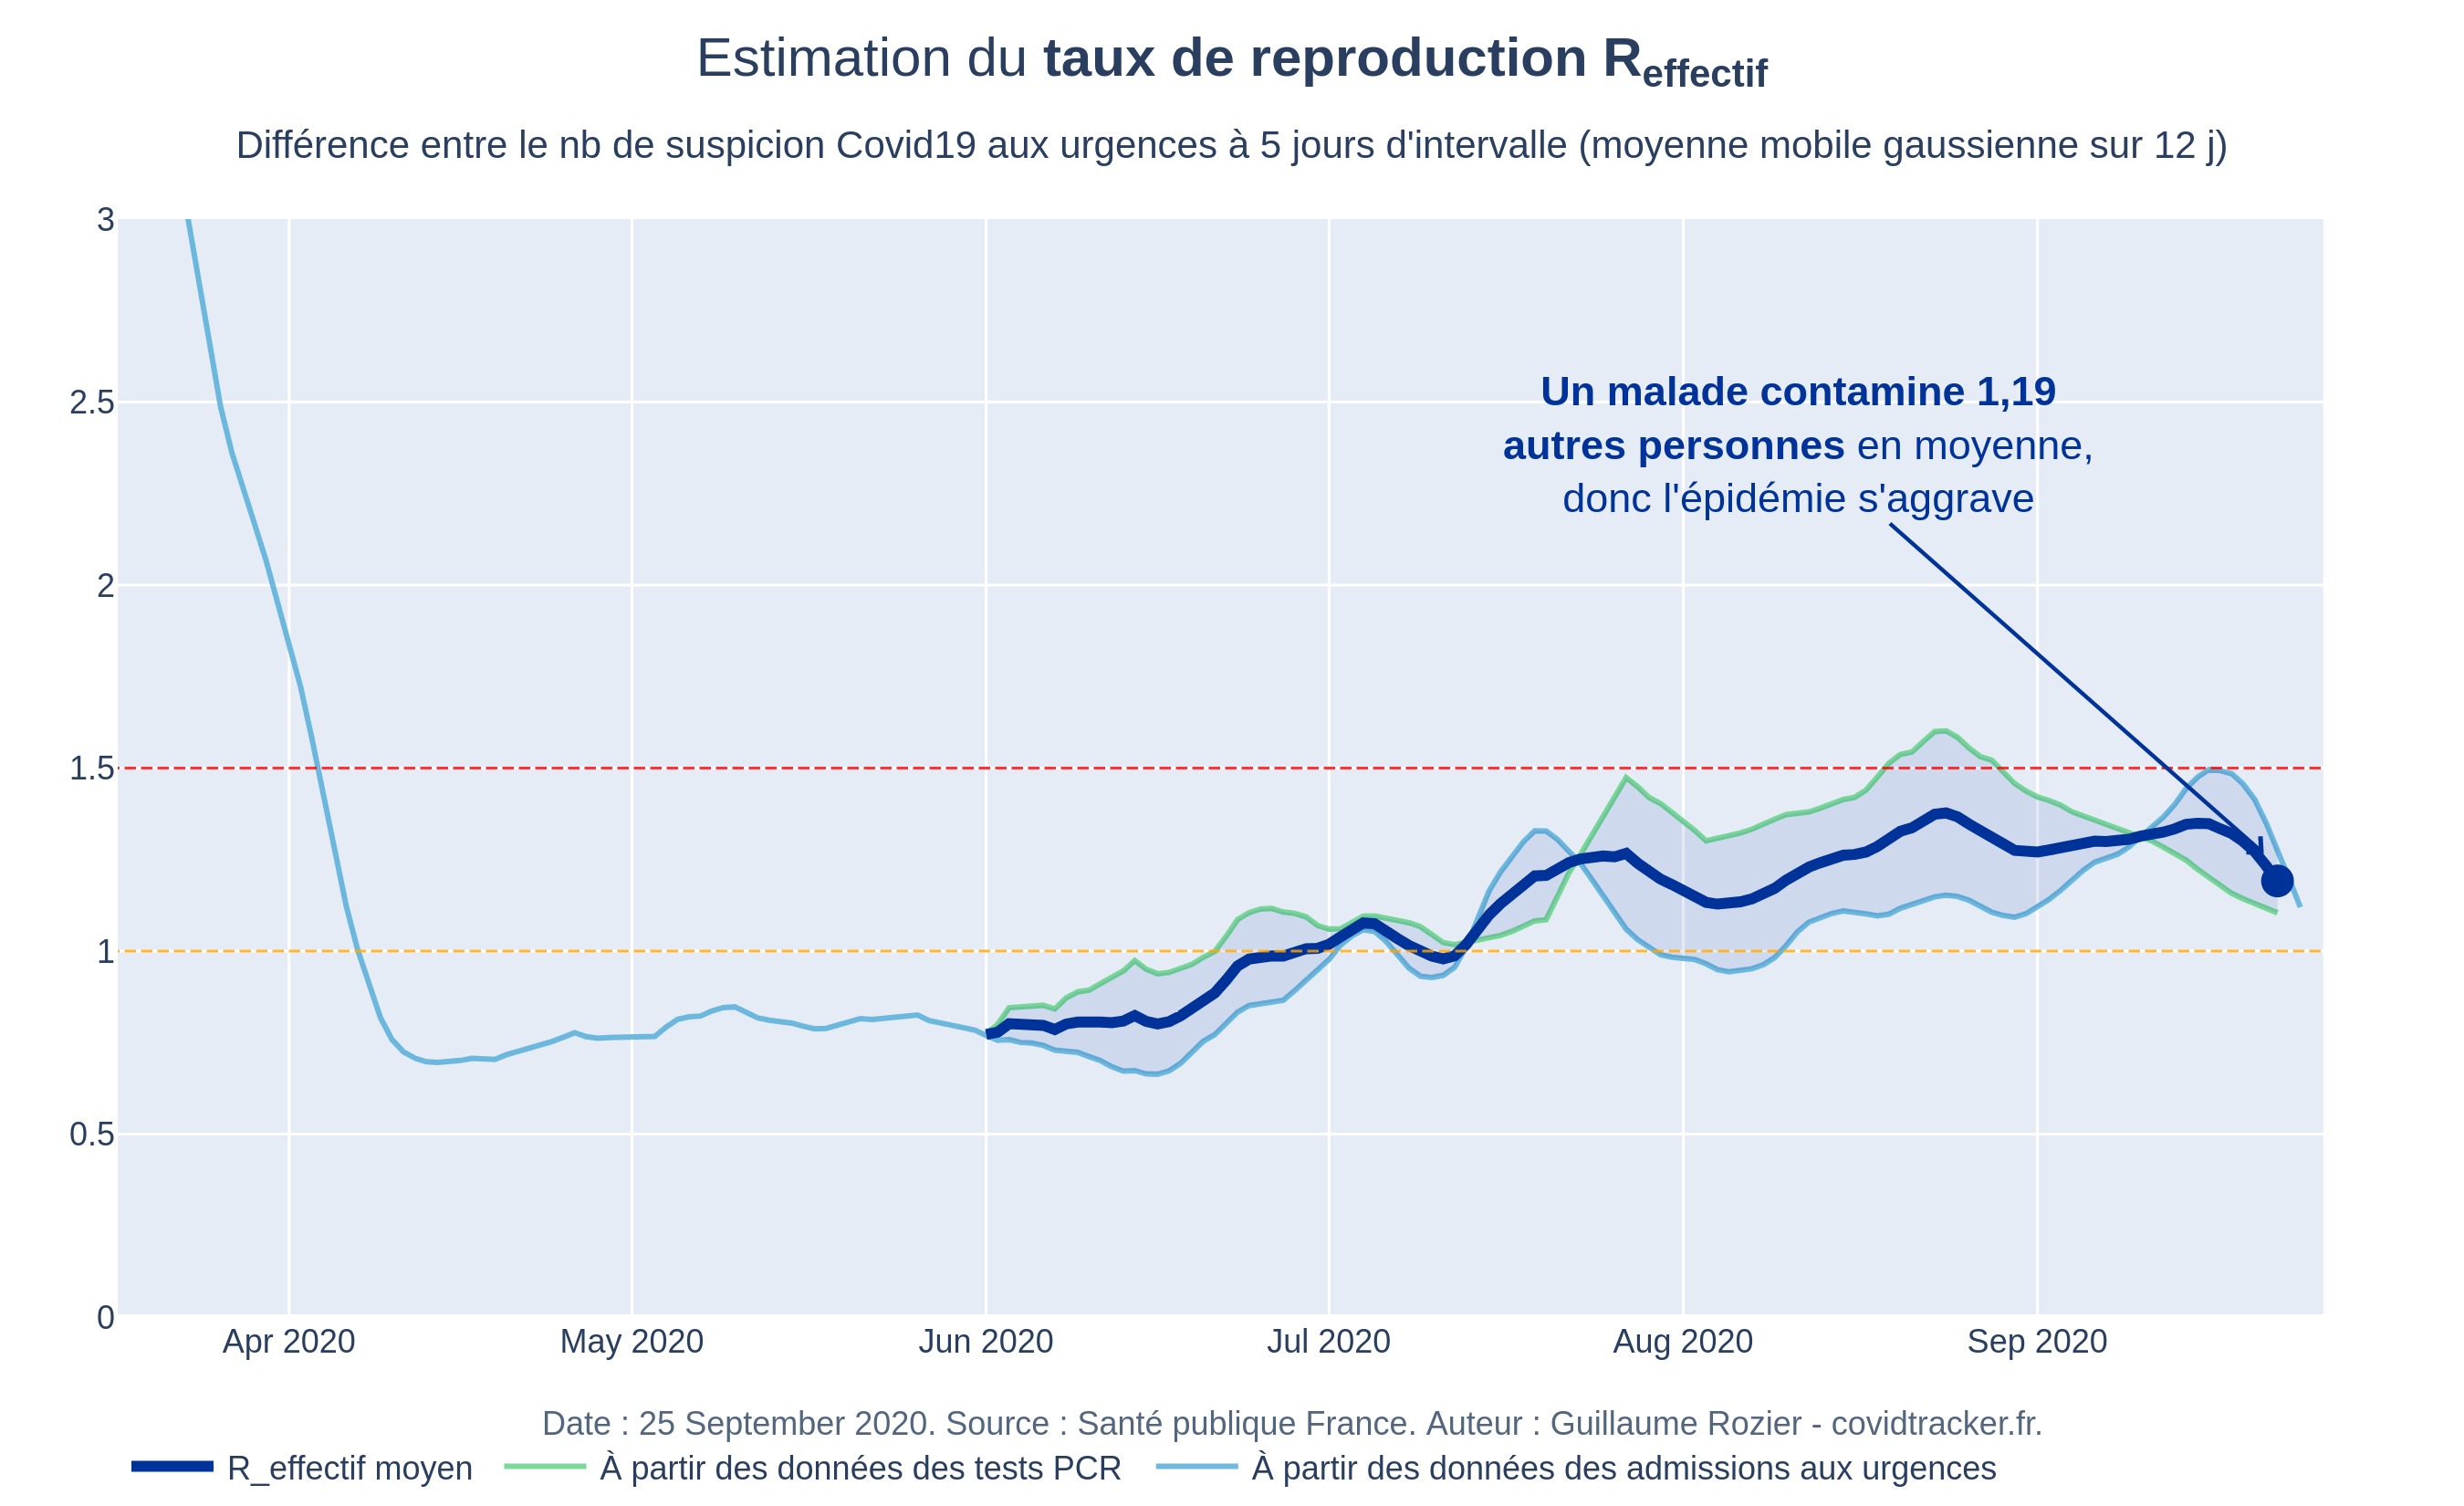 Estimation du taux de reproduction Reffectif
Différence entre le nb de suspicion Covid19 aux urgences à 5 jours d'intervalle (moyenne mobile gaussienne sur 12 j)
3
2.5
2
1.5
1
0.5
0
Un malade contamine 1,19
autres personnes en moyenne,
donc l'épidémie s'aggrave
Apr 2020 May 2020 Jun 2020 Jul 2020 Aug 2020 Sep 2020
Date : 25 September 2020. Source : Santé publique France. Auteur : Guillaume Rozier - covidtracker.fr.
R_effectif moyen À partir des données des tests PCR À partir des données des admissions aux urgences